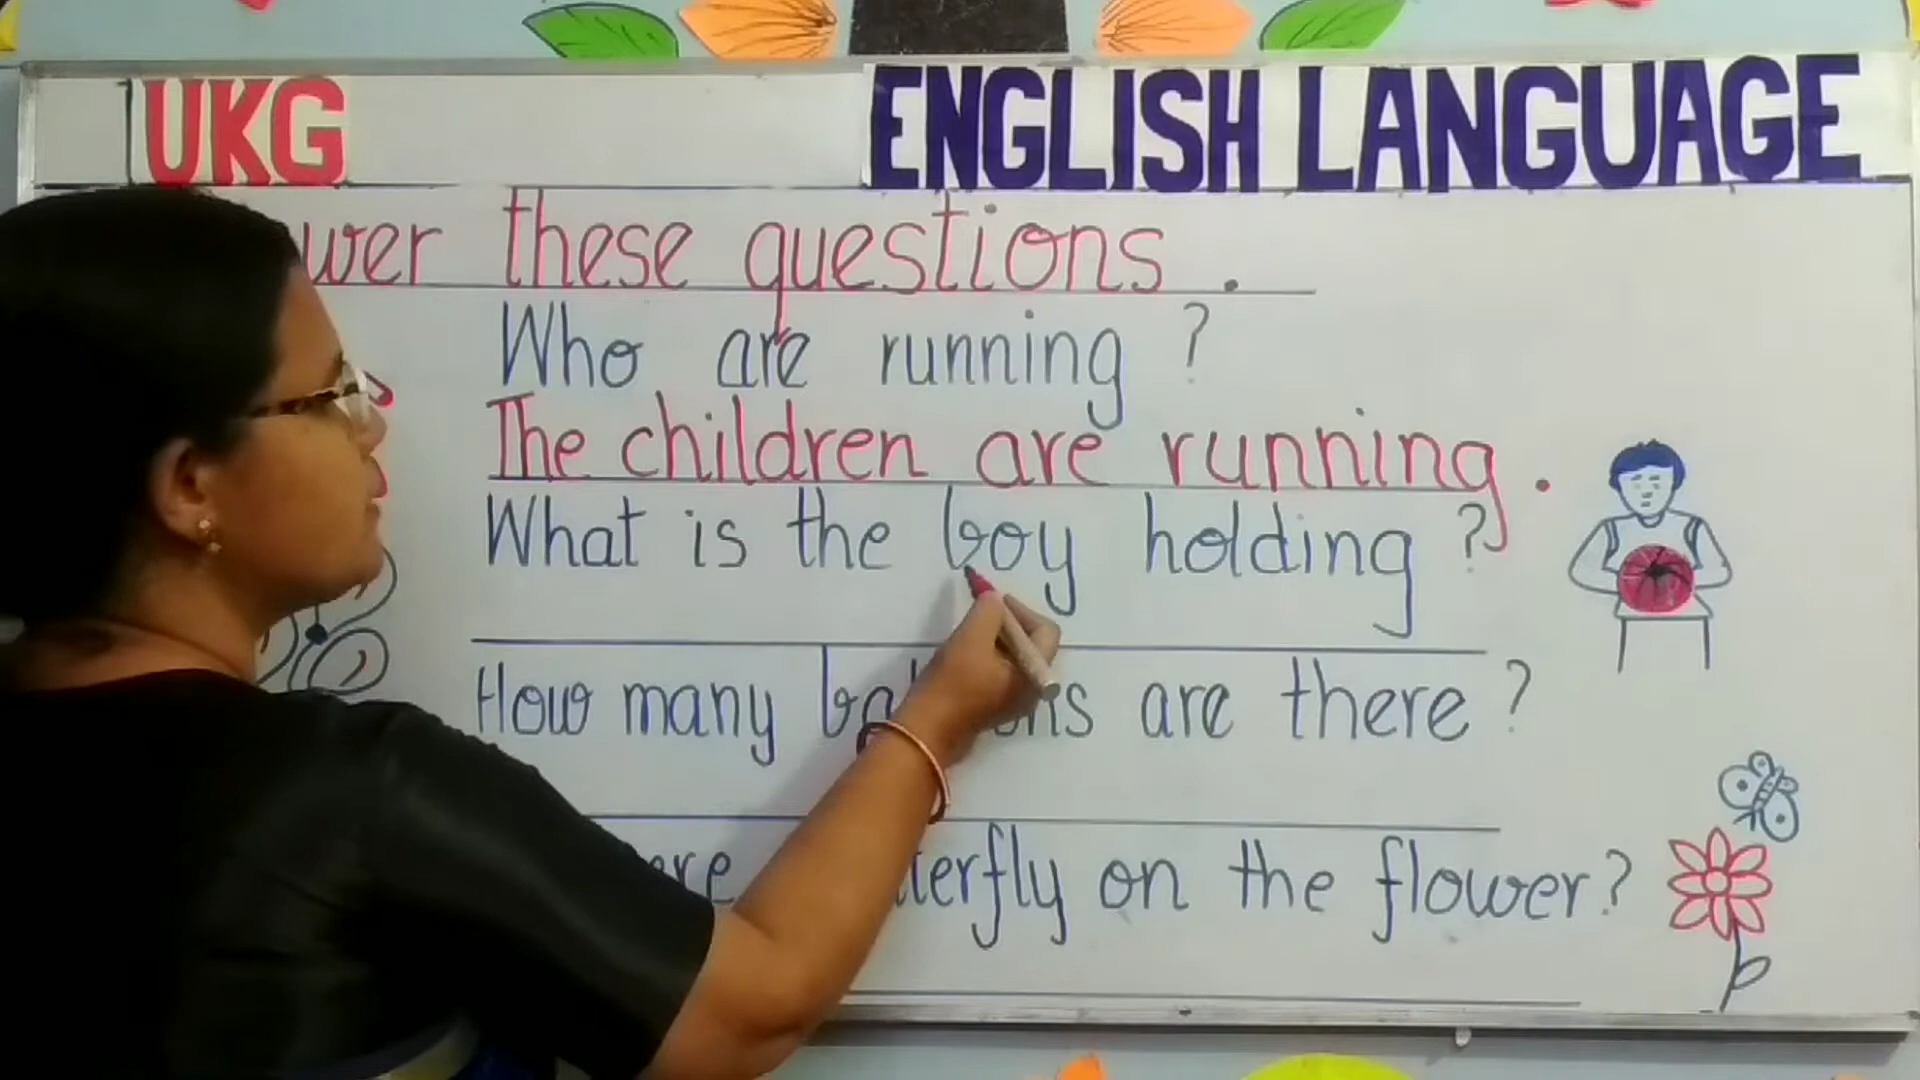 UKG ENGLISH LANGUAGE
these questions .
Who are running ?
The children are running .
What is the boy holding ?
How many are there ?
on the flower ?